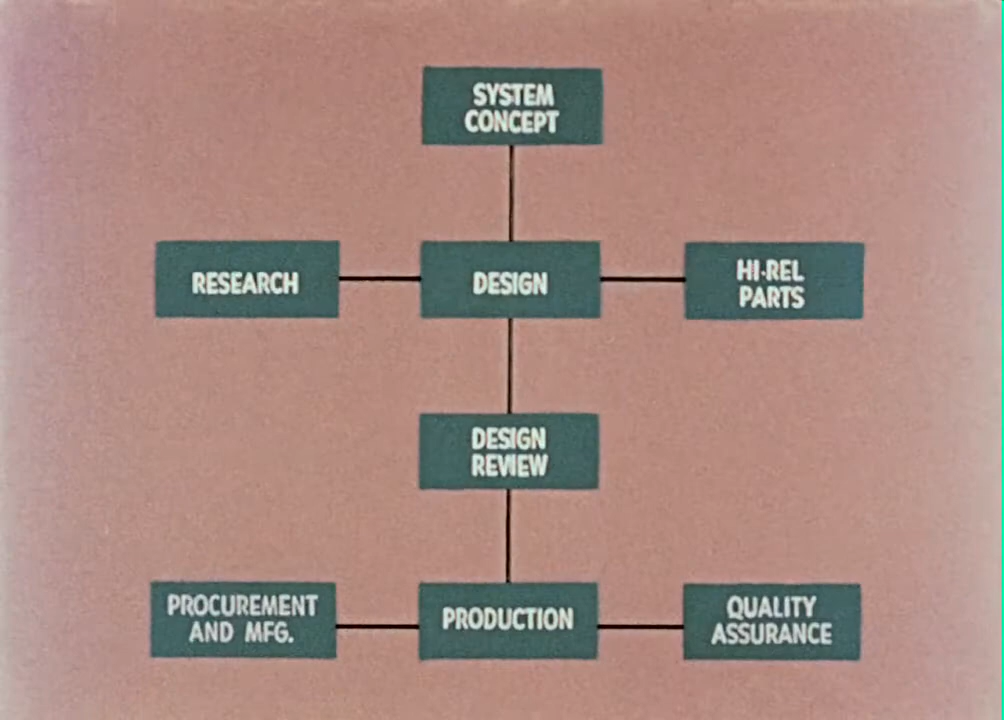 SYSTEM
CONCEPT
RESEARCH
DESIGN
HI-REL
PARTS
DESIGN
REVIEW
PROCUREMENT
AND MFG.
PRODUCTION
QUALITY
ASSURANCE